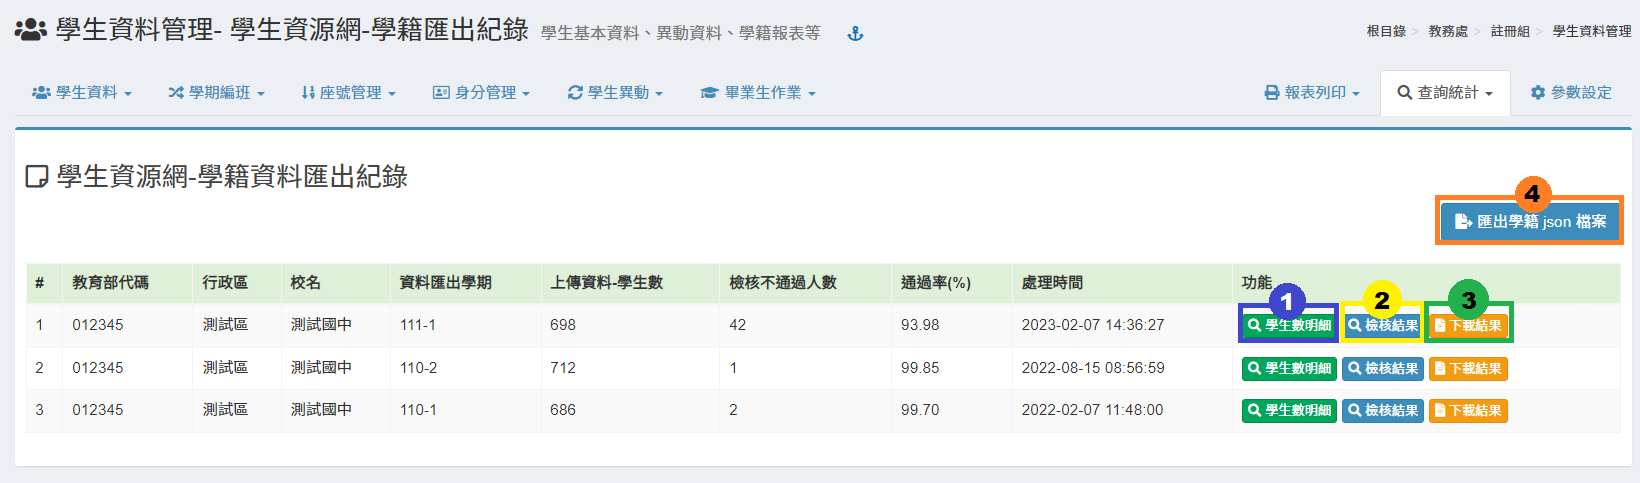 學生資料管理- 學生資源網-學籍匯出紀錄 學生基本資料、異動資料、學籍報表等
根目錄 > 教務處 > 註冊組 > 學生資料管理
學生資料 學期編班 座號管理 身分管理 學生異動 畢業生作業 報表列印 查詢統計 參數設定
學生資源網-學籍資料匯出紀錄
4
匯出學籍 json 檔案
# 教育部代碼 行政區 校名 資料匯出學期 上傳資料-學生數 檢核不通過人數 通過率(%) 處理時間 功能
1 2 3
1 012345 測試區 測試國中 111-1 698 42 93.98 2023-02-07 14:36:27 學生數明細 檢核結果 下載結果
2 012345 測試區 測試國中 110-2 712 1 99.85 2022-08-15 08:56:59 學生數明細 檢核結果 下載結果
3 012345 測試區 測試國中 110-1 686 2 99.70 2022-02-07 11:48:00 學生數明細 檢核結果 下載結果